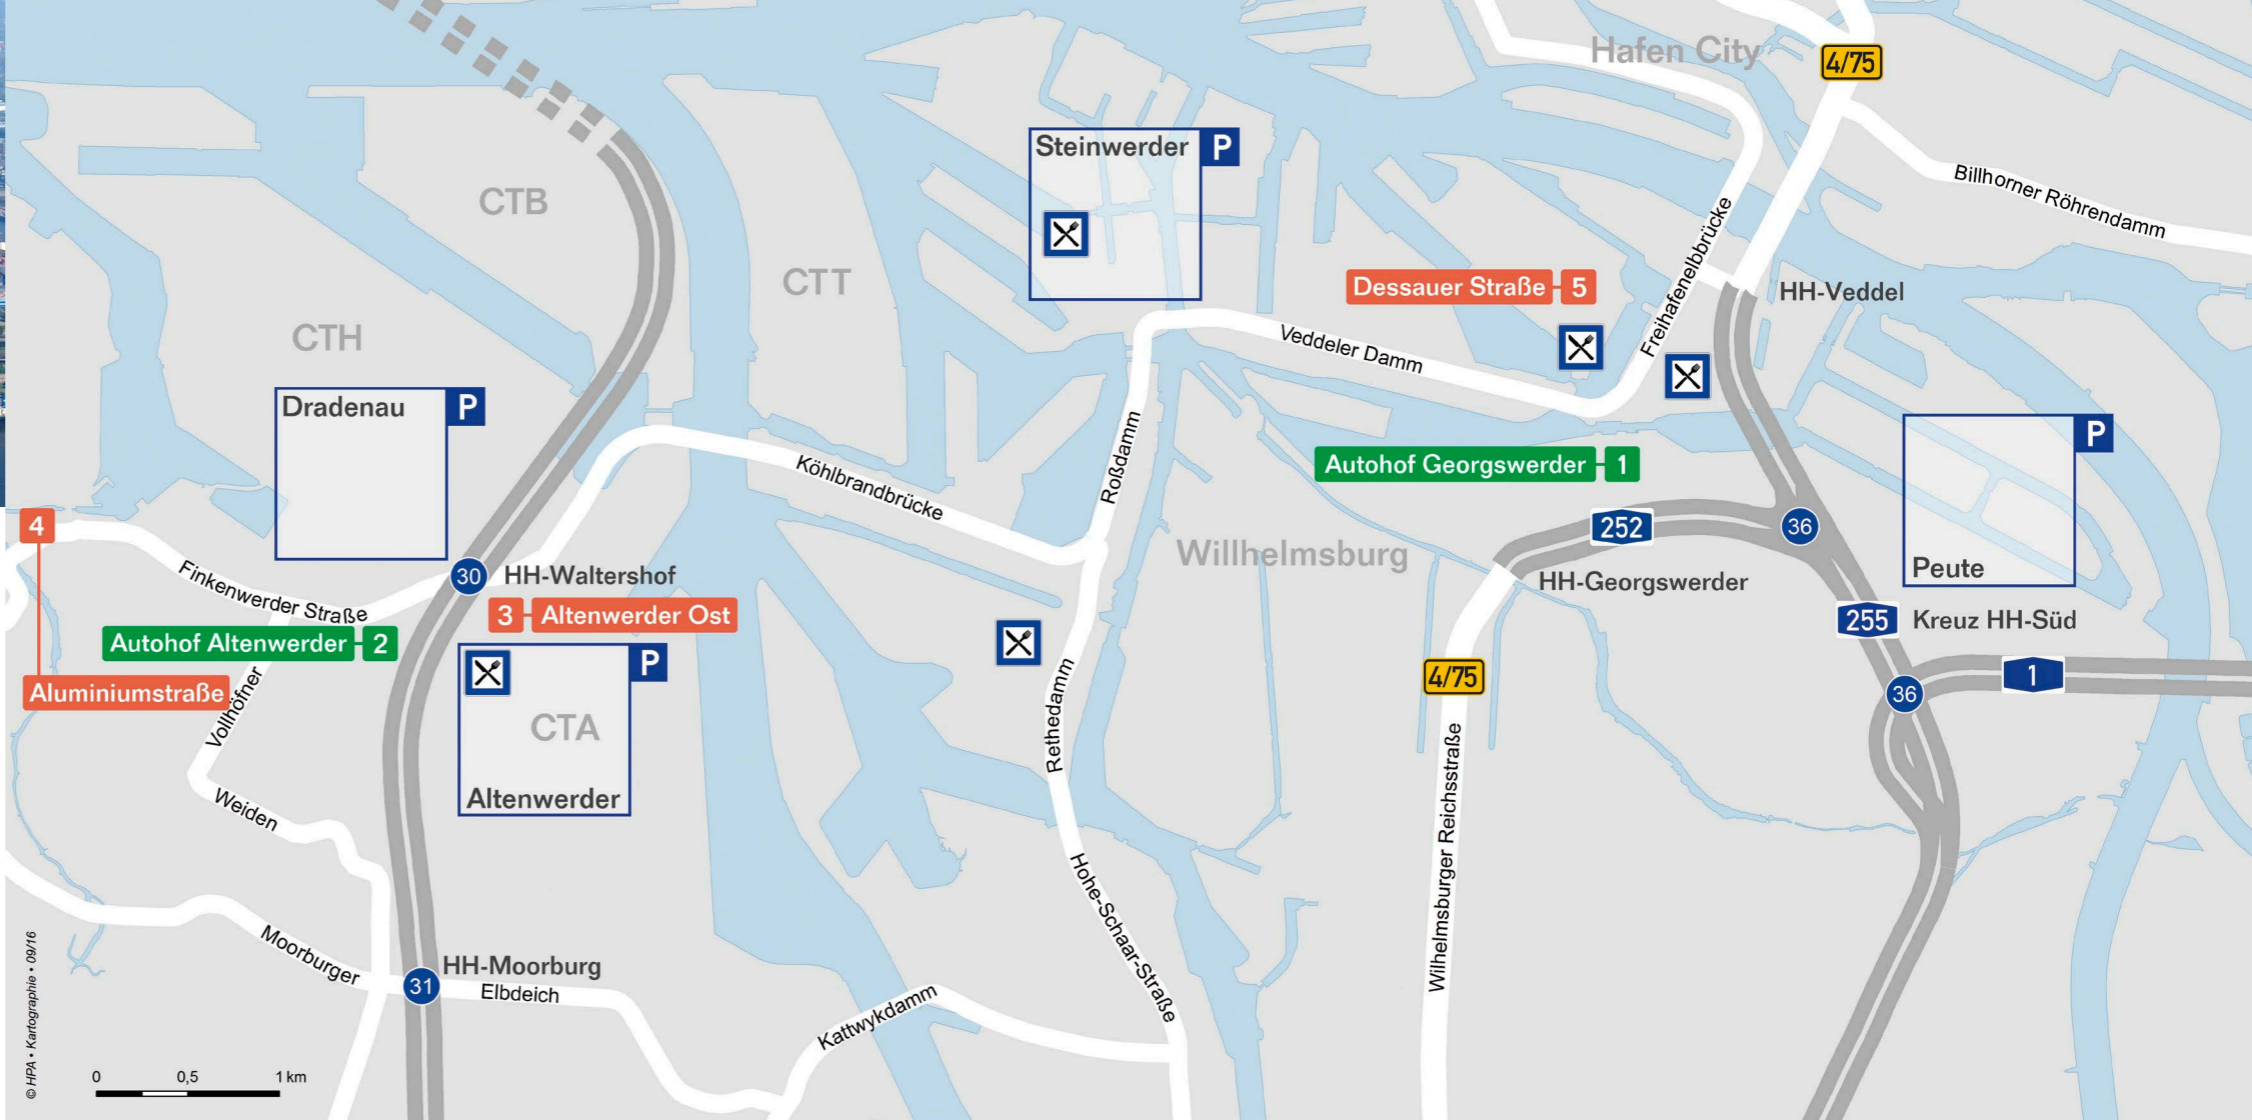 Hafen City
4/75
Steinwerder P
Billhorner Röhrendamm
CTB
CTT
Freihafenelbbrücke
Dessauer Straße 5
HH-Veddel
CTH
Veddeler Damm
Dradenau P
Roßdamm
P
Köhlbrandbrücke
Autohof Georgswerder 1
4
252
36
Willhelmsburg
Peute
Finkenwerder Straße
30 HH-Waltershof
HH-Georgswerder
3 Altenwerder Ost
255 Kreuz HH-Süd
Autohof Altenwerder 2
P
4/75
1
Aluminiumstraße
Vollhöfner
CTA
Rethedamm
36
Altenwerder
Weiden
Wilhelmsburger Reichsstraße
Hohe-Schaar-Straße
Moorburger
HH-Moorburg
31
Elbdeich
Kattwykdamm
© HPA • Kartographie • 09/16
0 0,5 1 km